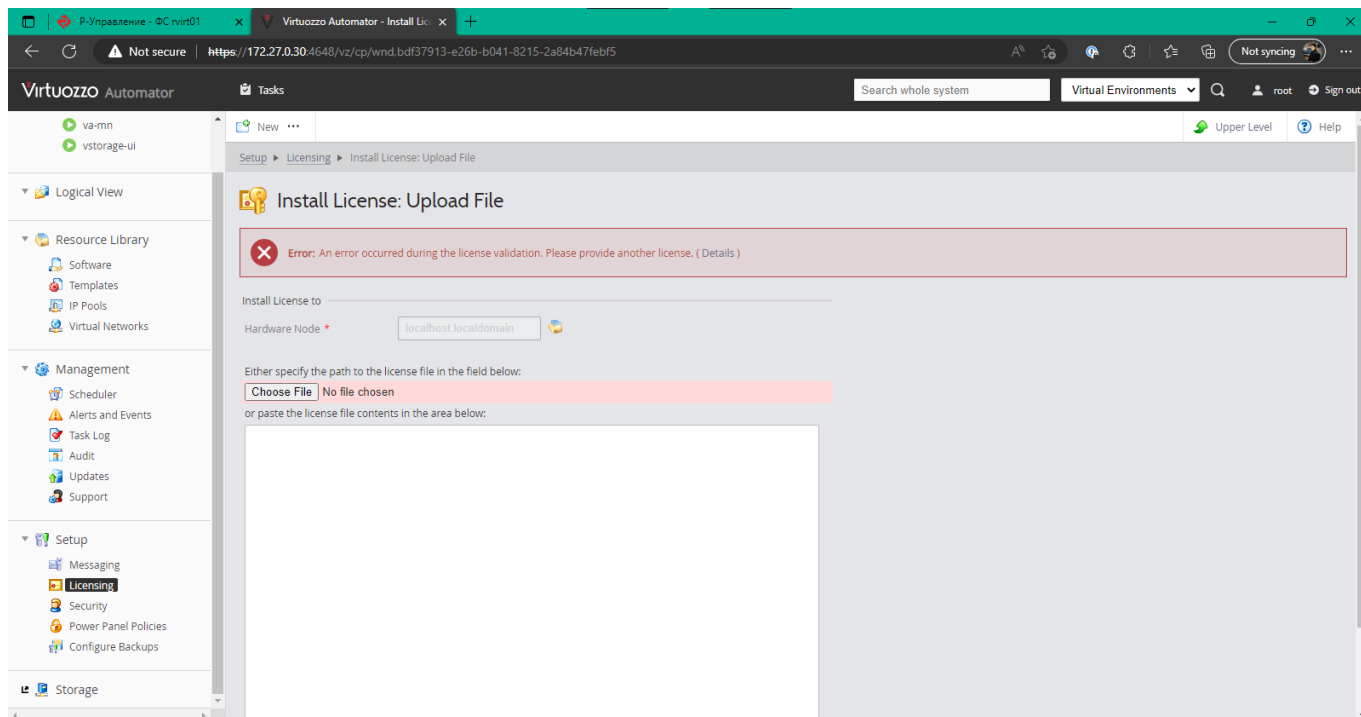 Р-Управление - ФС rvirt01
Virtuozzo Automator - Install Lic
Not secure
https://172.27.0.30:4648/vz/cp/wnd.bdf37913-e26b-b041-8215-2a84b47febf5
Not syncing
Virtuozzo Automator
Tasks
Search whole system
Virtual Environments
root
Sign out
va-mn
vstorage-ui
New
Upper Level
Help
Setup
Licensing
Install License: Upload File
Logical View
Install License: Upload File
Resource Library
Software
Templates
IP Pools
Virtual Networks
Error: An error occurred during the license validation. Please provide another license. ( Details )
Install License to
Hardware Node *
localhost.localdomain
Management
Scheduler
Alerts and Events
Task Log
Audit
Updates
Support
Either specify the path to the license file in the field below:
Choose File No file chosen
or paste the license file contents in the area below:
Setup
Messaging
Licensing
Security
Power Panel Policies
Configure Backups
Storage